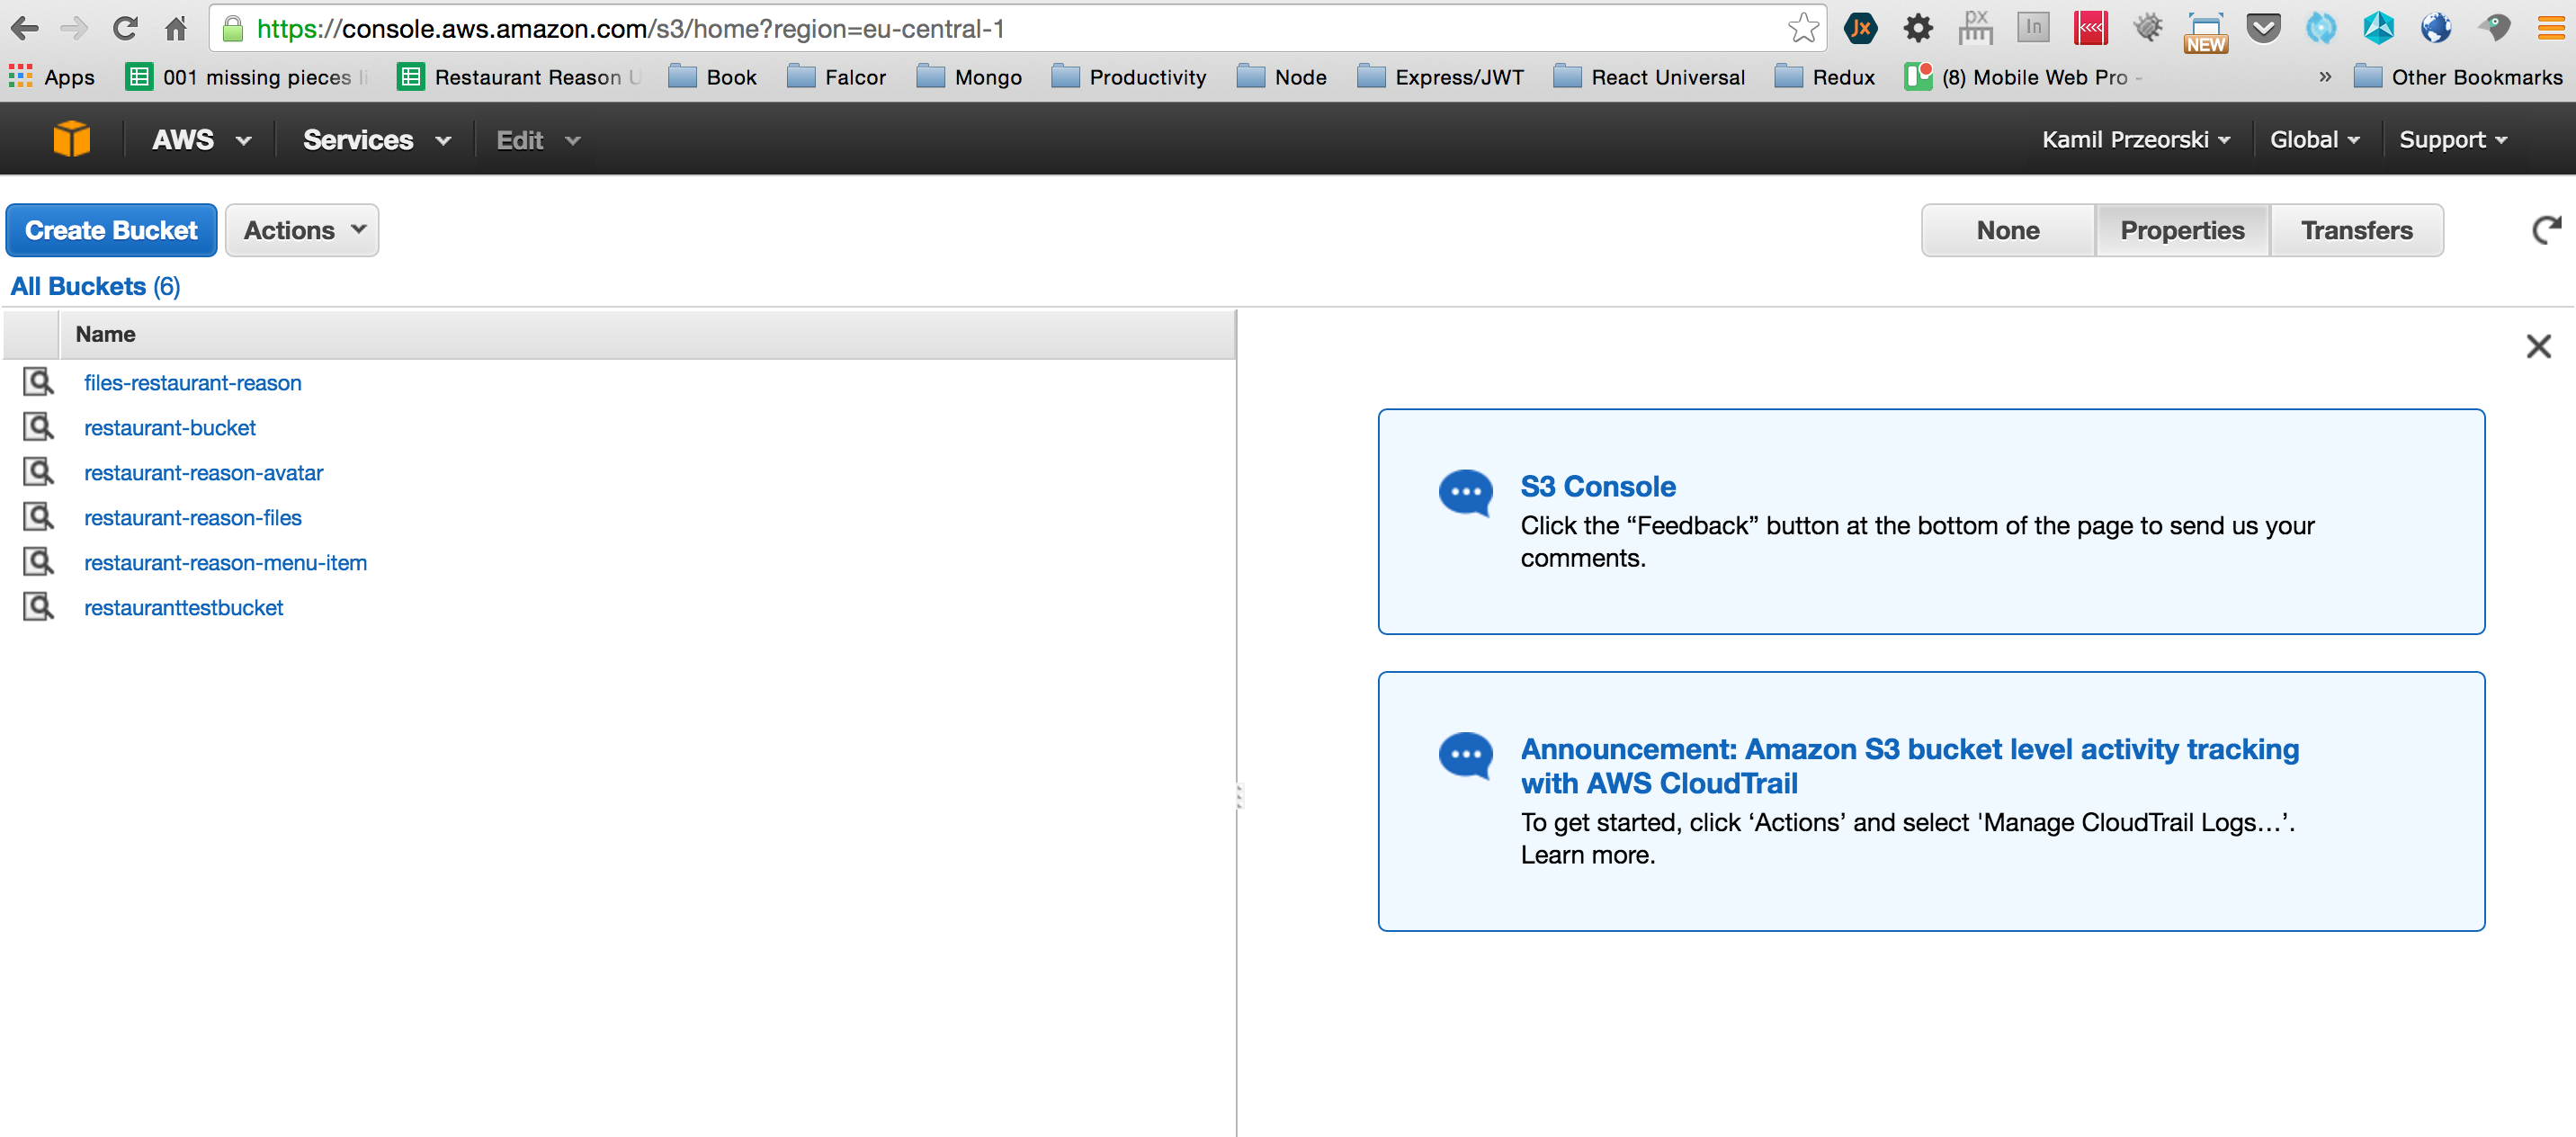 https://console.aws.amazon.com/s3/home?region=eu-central-1
Jx
px
In
NEW
Apps
001 missing pieces li
Restaurant Reason U
Book
Falcor
Mongo
Productivity
Node
Express/JWT
React Universal
Redux
(8) Mobile Web Pro -
»
Other Bookmarks
AWS
Services
Edit
Kamil Przeorski
Global
Support
Create Bucket
Actions
None
Properties
Transfers
All Buckets (6)
Name
files-restaurant-reason
restaurant-bucket
restaurant-reason-avatar
restaurant-reason-files
restaurant-reason-menu-item
restauranttestbucket
S3 Console
Click the “Feedback” button at the bottom of the page to send us your
comments.
Announcement: Amazon S3 bucket level activity tracking
with AWS CloudTrail
To get started, click ‘Actions’ and select 'Manage CloudTrail Logs...’.
Learn more.